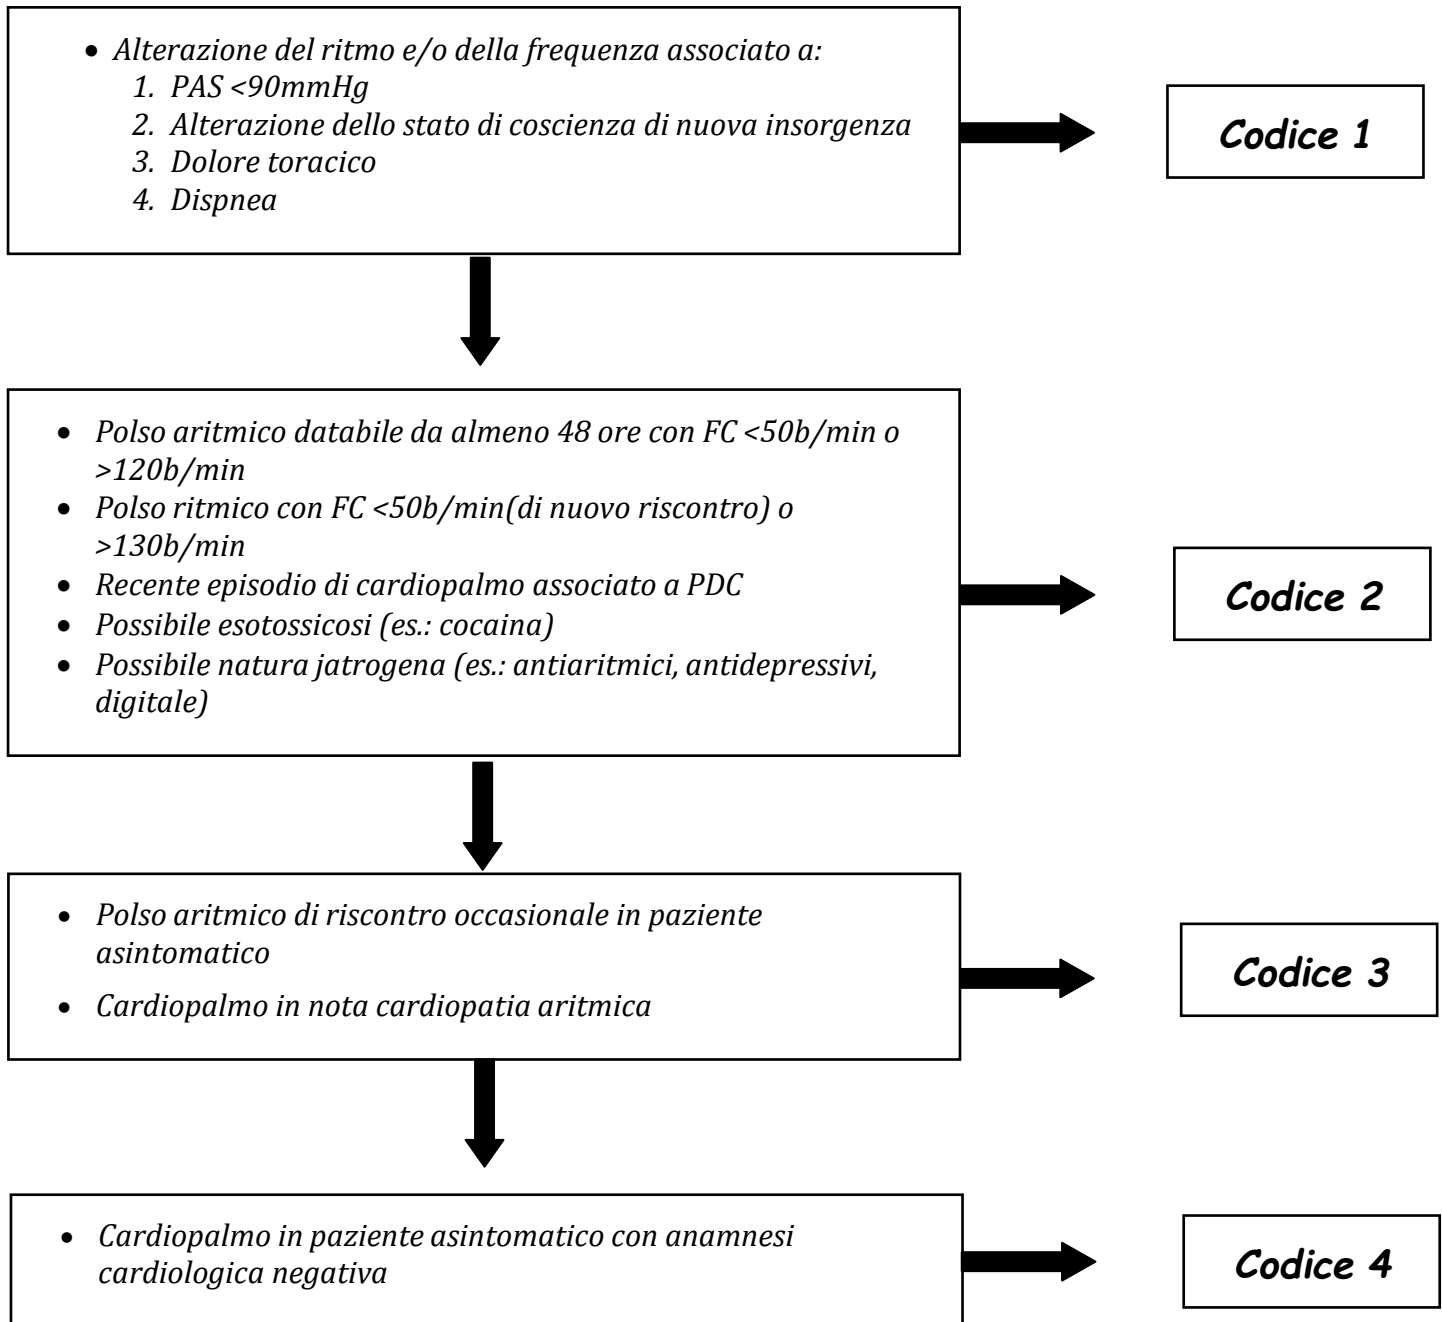 • Alterazione del ritmo e/o della frequenza associato a:
1. PAS <90mmHg
2. Alterazione dello stato di coscienza di nuova insorgenza
3. Dolore toracico
4. Dispnea
Codice 1
• Polso aritmico databile da almeno 48 ore con FC <50b/min o
>120b/min
• Polso ritmico con FC <50b/min(di nuovo riscontro) o
>130b/min
• Recente episodio di cardiopalmo associato a PDC
• Possibile esotossicosi (es.: cocaina)
• Possibile natura jatrogena (es.: antiaritmici, antidepressivi,
digitale)
Codice 2
• Polso aritmico di riscontro occasionale in paziente
asintomatico
• Cardiopalmo in nota cardiopatia aritmica
Codice 3
• Cardiopalmo in paziente asintomatico con anamnesi
cardiologica negativa
Codice 4